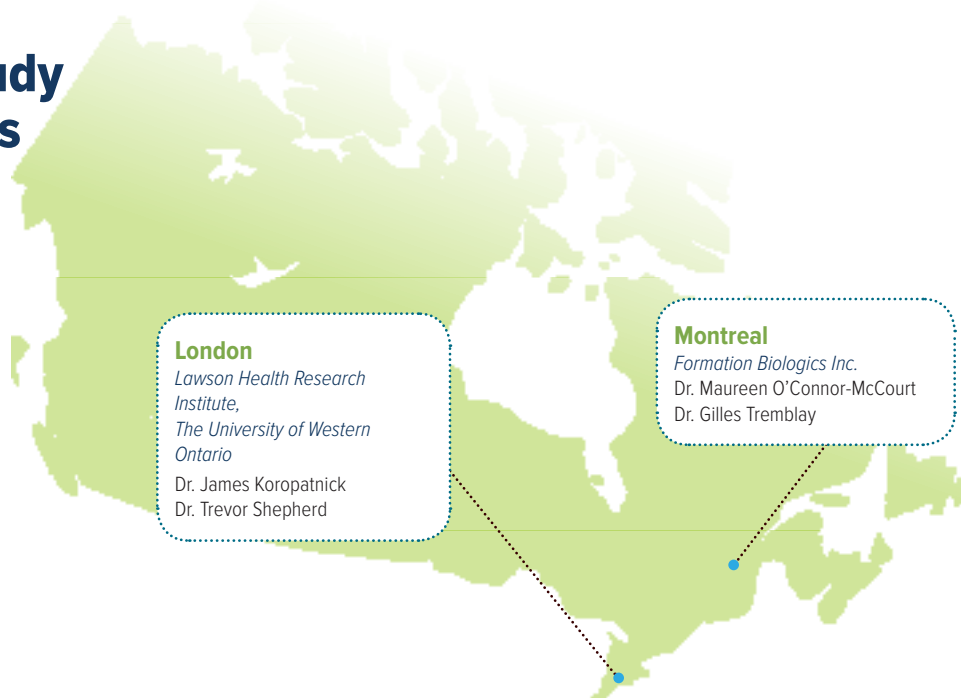 udy
s
London
Lawson Health Research
Institute,
The University of Western
Ontario
Dr. James Koropatnick
Dr. Trevor Shepherd
Montreal
Formation Biologics Inc.
Dr. Maureen O’Connor-McCourt
Dr. Gilles Tremblay